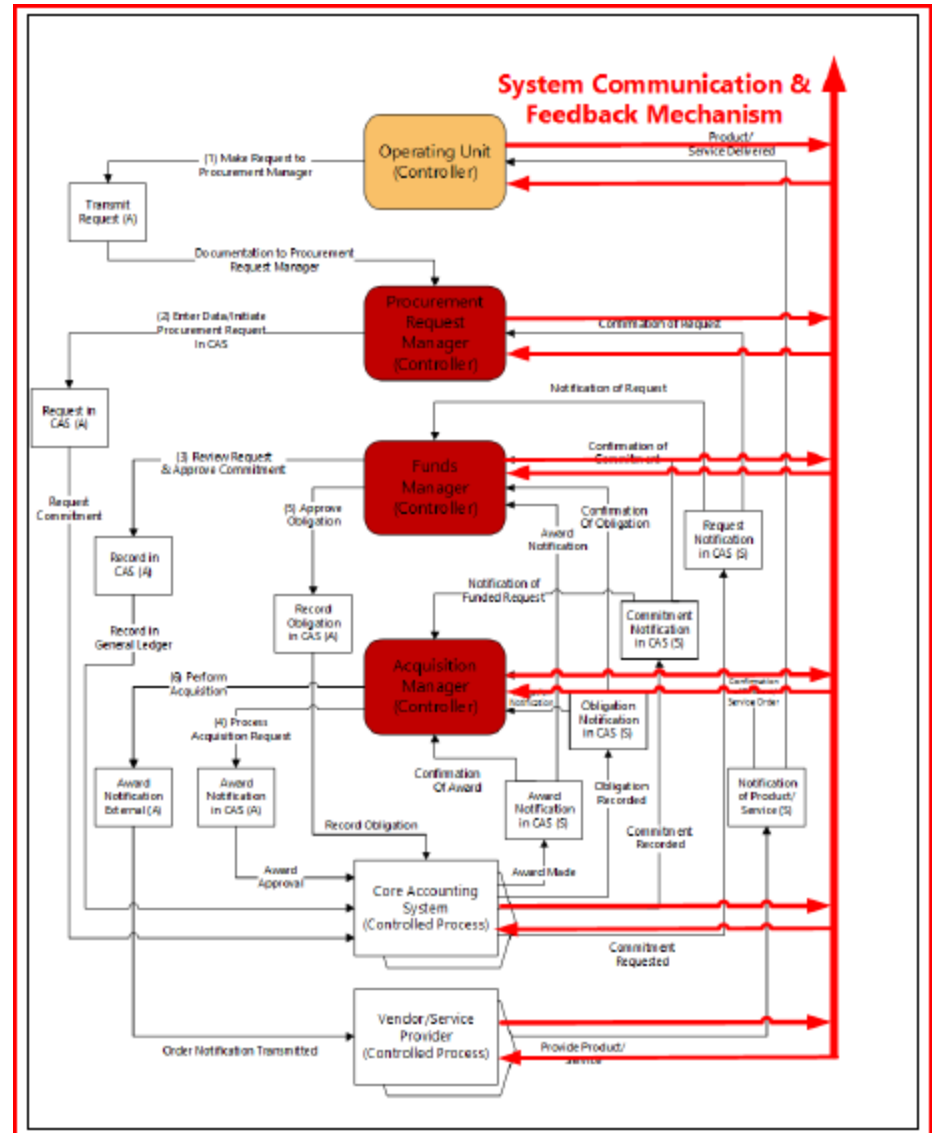 System Communication &
Feedback Mechanism
Product/
Service Delivered
Operating Unit
(Controller)
(1) Make Request to
Procurement Manager
Transmit
Request (A)
Documentation to Procurement
Request Manager
Procurement
Request
Manager
(Controller)
(2) Enter Data/Initiate
Procurement Request
In CAS
Confirmation of Request
Request in
CAS (A)
Notification of Request
Funds
Manager
(Controller)
(3) Review Request
& Approve Commitment
Confirmation of
Commitment
(5) Approve
Obligation
Confirmation
Of Obligation
Award
Notification
Request
Notification
in CAS (S)
Request
Commitment
Record in
CAS (A)
Notification of
Funded Request
Record
Obligation
in CAS (A)
Commitment
Notification
in CAS (S)
Record in
General Ledger
Acquisition
Manager
(Controller)
(6) Perform
Acquisition
Confirmation
Service Order
Notification
Obligation
Notification
in CAS (S)
(4) Process
Acquisition Request
Confirmation
Of Award
Award
Notification
External (A)
Award
Notification
in CAS (A)
Award
Notification
in CAS (S)
Obligation
Recorded
Notification
of Product/
Service (S)
Record Obligation
Commitment
Recorded
Award
Approval
Award Made
Core Accounting
System
(Controlled Process)
Commitment
Requested
Vendor/Service
Provider
(Controlled Process)
Order Notification Transmitted
Provide Product/
Service